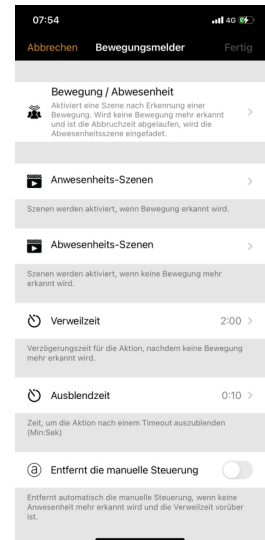 07:54 4G
Abbrechen Bewegungsmelder Fertig
Bewegung / Abwesenheit
Aktiviert eine Szene nach Erkennung einer
Bewegung. Wird keine Bewegung mehr erkannt
und ist die Abbruchzeit abgelaufen, wird die
Abwesenheitsszene eingefadet.
Anwesenheits-Szenen
Szenen werden aktiviert, wenn Bewegung erkannt wird.
Abwesenheits-Szenen
Szenen werden aktiviert, wenn keine Bewegung mehr
erkannt wird.
Verweilzeit 2:00
Verzögerungszeit für die Aktion, nachdem keine Bewegung
mehr erkannt wird.
Ausblendzeit 0:10
Zeit, um die Aktion nach einem Timeout auszublenden
(Min:Sek)
a Entfernt die manuelle Steuerung
Entfernt automatisch die manuelle Steuerung, wenn keine
Anwesenheit mehr erkannt wird und die Verweilzeit vorüber
ist.